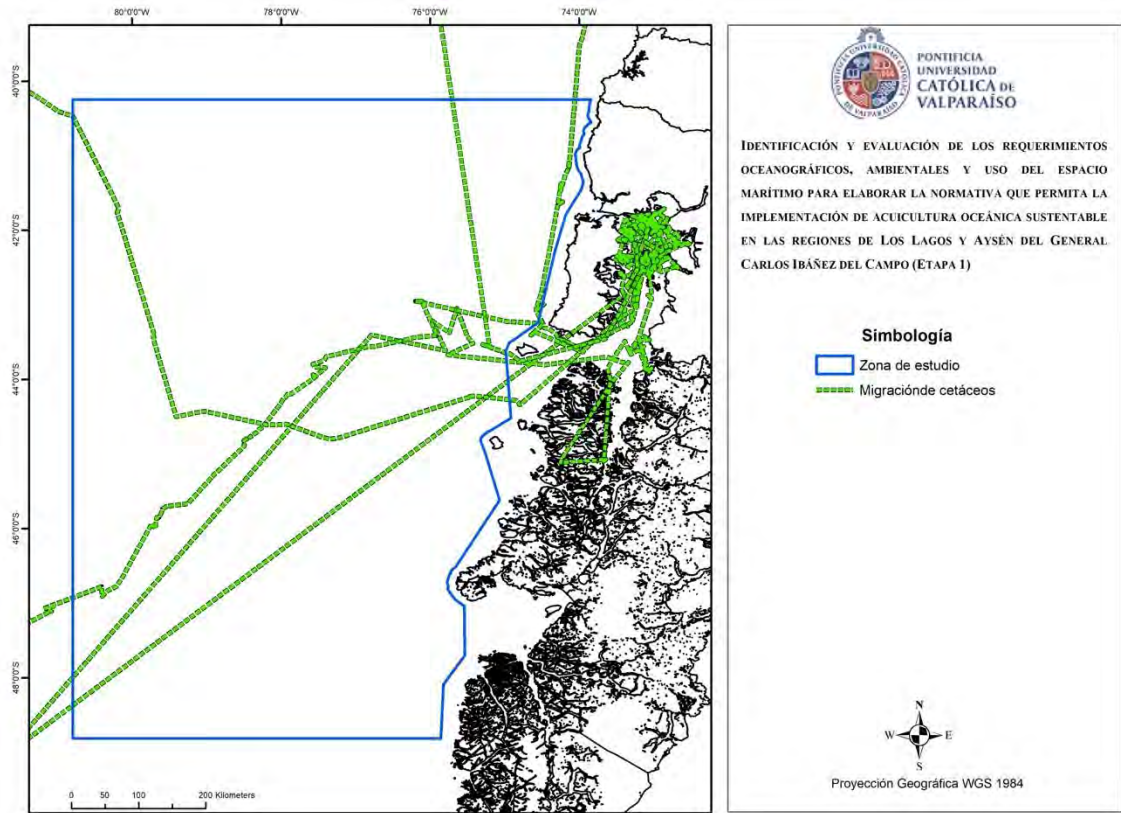 80°0'0"W 78°0'0"W 76°0'0"W 74°0'0"W
40°0'0"S
42°0'0"S
44°0'0"S
46°0'0"S
48°0'0"S
0 50 100 200 Kilometers
PONTIFICIA
UNIVERSIDAD
CATÓLICA DE
VALPARAÍSO
IDENTIFICACIÓN Y EVALUACIÓN DE LOS REQUERIMIENTOS
OCEANOGRÁFICOS, AMBIENTALES Y USO DEL ESPACIO
MARÍTIMO PARA ELABORAR LA NORMATIVA QUE PERMITA LA
IMPLEMENTACIÓN DE ACUICULTURA OCEÁNICA SUSTENTABLE
EN LAS REGIONES DE LOS LAGOS Y AYSÉN DEL GENERAL
CARLOS IBÁÑEZ DEL CAMPO (ETAPA 1)
Simbología
Zona de estudio
Migraciónde cetáceos
N
W E
S
Proyección Geográfica WGS 1984